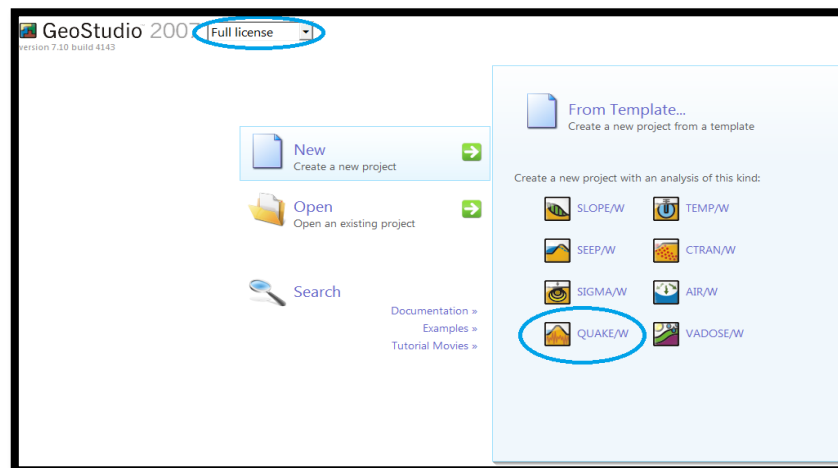 GeoStudio 2007
Full license
version 7.10 build 4143
New
Create a new project
Open
Open an existing project
Search
Documentation »
Examples »
Tutorial Movies »
From Template...
Create a new project from a template
Create a new project with an analysis of this kind:
SLOPE/W
TEMP/W
SEEP/W
CTRAN/W
SIGMA/W
AIR/W
QUAKE/W
VADOSE/W